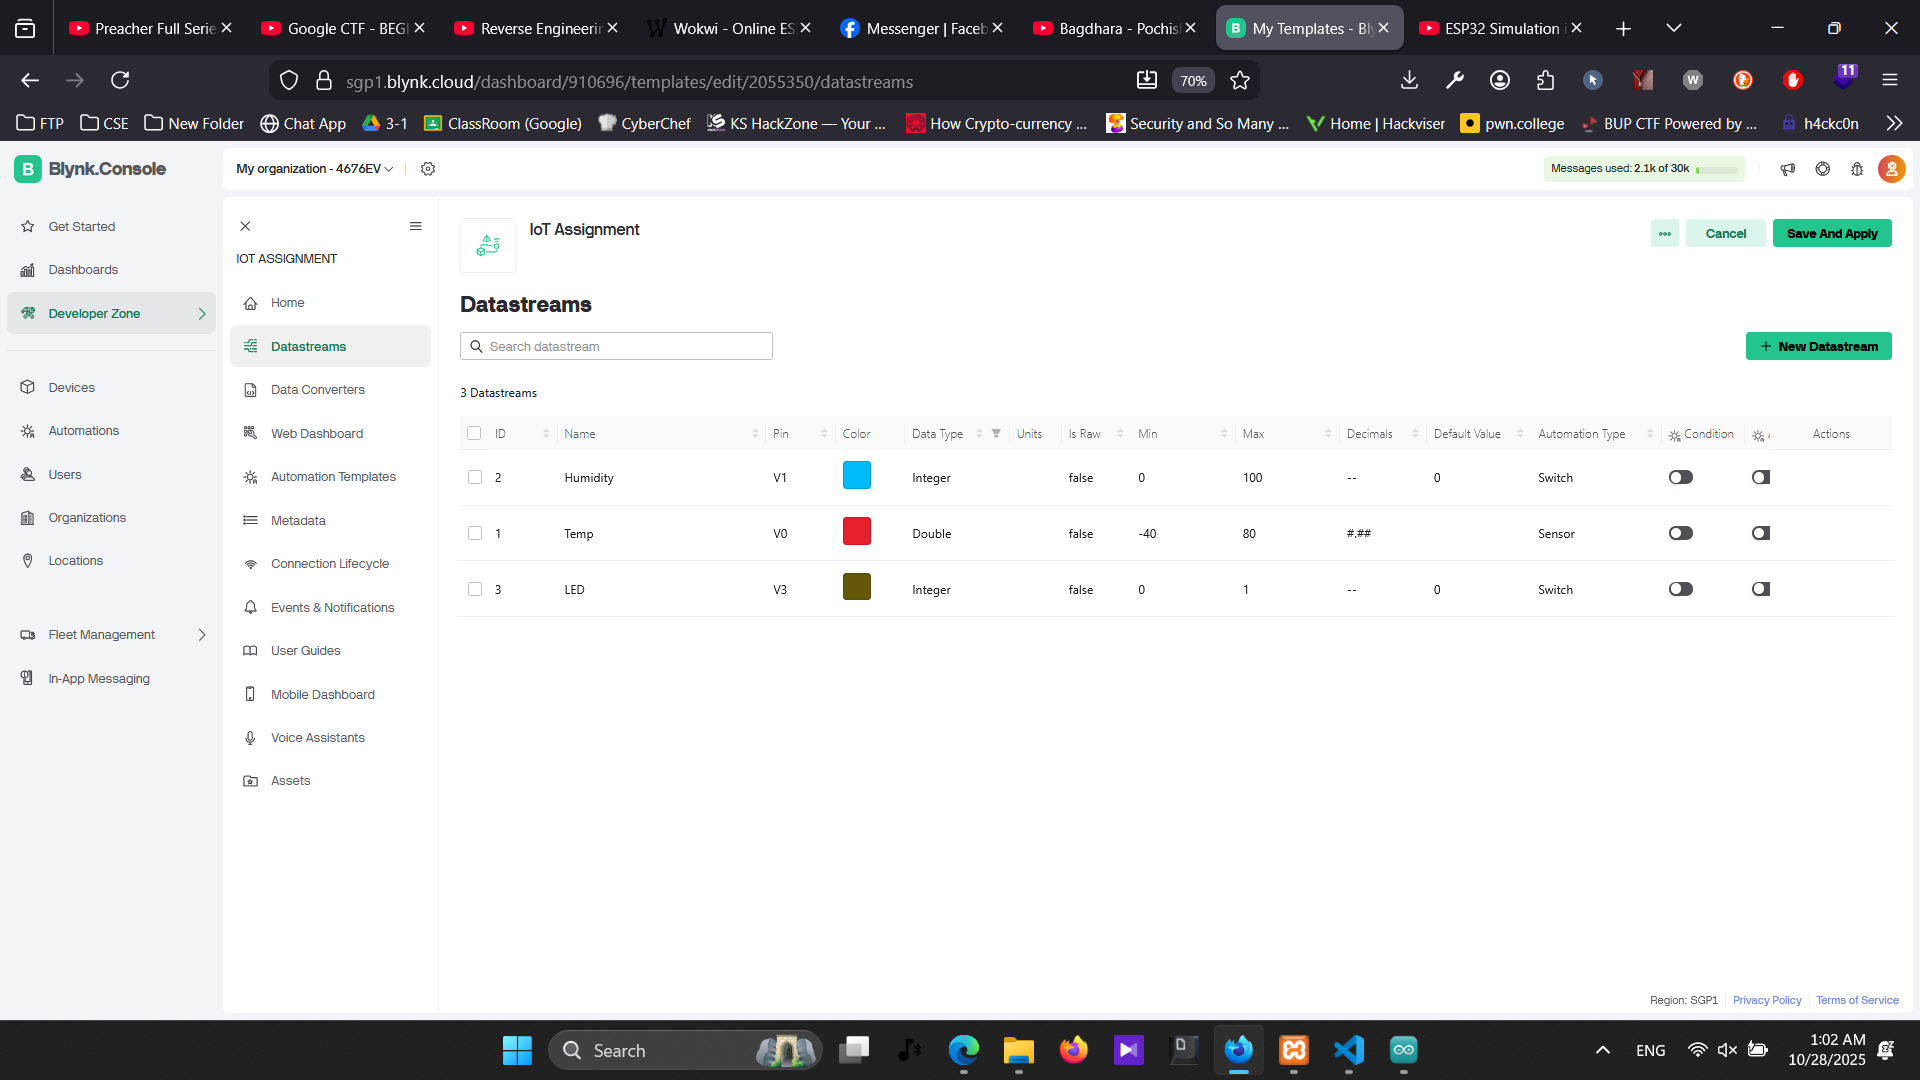 Preacher Full Serie
Google CTF - BEGI
Reverse Engineerin
Wokwi - Online ES
Messenger | Faceb
Bagdhara - Pochisl
My Templates - Bly
ESP32 Simulation i
sgp1.blynk.cloud/dashboard/910696/templates/edit/2055350/datastreams
70%
11
FTP
CSE
New Folder
Chat App
3-1
ClassRoom (Google)
CyberChef
KS HackZone — Your ...
How Crypto-currency ...
Security and So Many ...
Home | Hackviser
pwn.college
BUP CTF Powered by ...
h4ckc0n
B Blynk.Console
My organization - 4676EV
Messages used: 2.1k of 30k
Get Started
Dashboards
Developer Zone
Devices
Automations
Users
Organizations
Locations
Fleet Management
In-App Messaging
IOT ASSIGNMENT
Home
Datastreams
Data Converters
Web Dashboard
Automation Templates
Metadata
Connection Lifecycle
Events & Notifications
User Guides
Mobile Dashboard
Voice Assistants
Assets
IoT Assignment
Cancel
Save And Apply
Datastreams
Search datastream
New Datastream
3 Datastreams
ID Name Pin Color Data Type Units Is Raw Min Max Decimals Default Value Automation Type Condition Actions
2 Humidity V1 Integer false 0 100 -- 0 Switch
1 Temp V0 Double false -40 80 #.## Sensor
3 LED V3 Integer false 0 1 -- 0 Switch
Region: SGP1
Privacy Policy
Terms of Service
Search
ENG
1:02 AM
10/28/2025